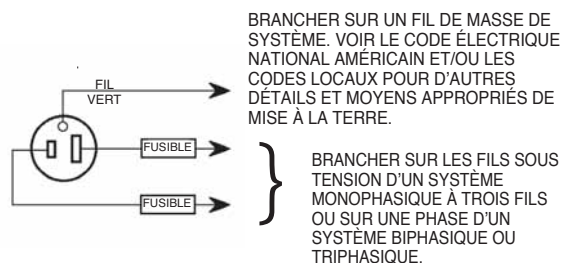 BRANCHER SUR UN FIL DE MASSE DE
SYSTÈME. VOIR LE CODE ÉLECTRIQUE
NATIONAL AMÉRICAIN ET/OU LES
CODES LOCAUX POUR D'AUTRES
DÉTAILS ET MOYENS APPROPRIÉS DE
MISE À LA TERRE.
FIL
VERT
FUSIBLE
FUSIBLE
BRANCHER SUR LES FILS SOUS
TENSION D'UN SYSTÈME
MONOPHASIQUE À TROIS FILS
OU SUR UNE PHASE D'UN
SYSTÈME BIPHASIQUE OU
TRIPHASIQUE.